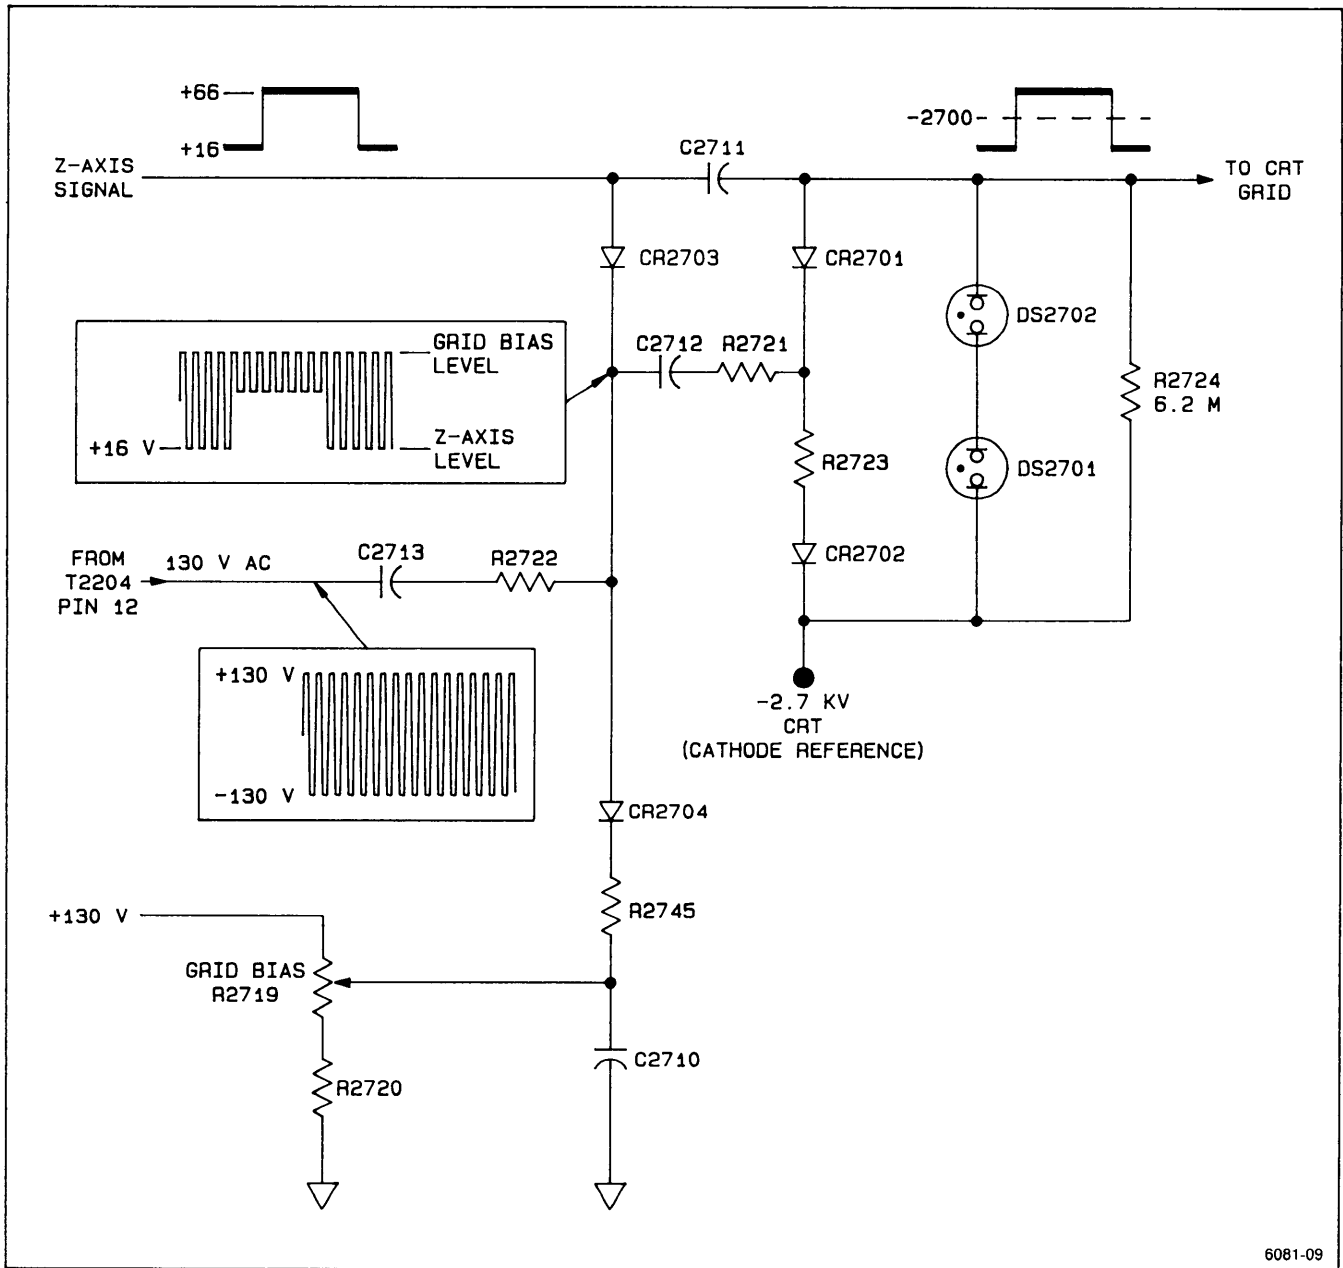 +66
-2700-
+16
C2711
Z-AXIS
SIGNAL
TO CRT
GRID
CR2703
CR2701
DS2702
GRID BIAS
LEVEL
C2712
R2721
R2724
6.2 M
+16 V
Z-AXIS
LEVEL
R2723
DS2701
FROM
T2204
PIN 12
130 V AC
C2713
R2722
CR2702
+130 V
-130 V
-2.7 KV
CRT
(CATHODE REFERENCE)
CR2704
+130 V
R2745
GRID BIAS
R2719
C2710
R2720
6081-09